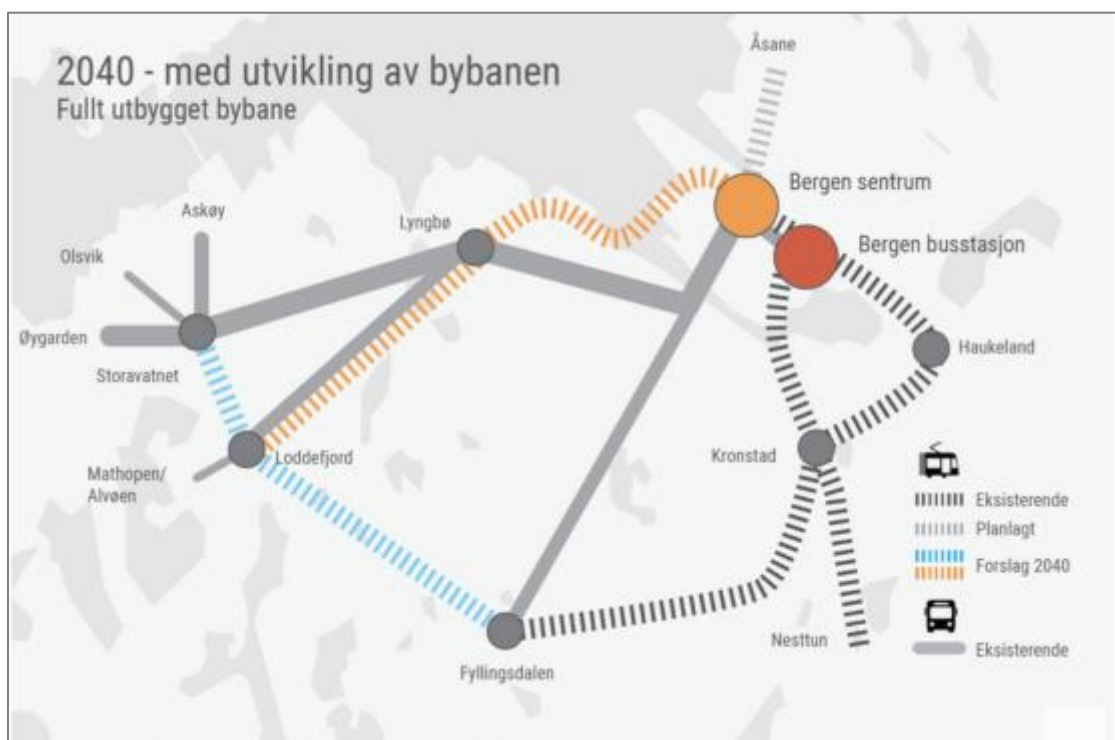 2040 - med utvikling av bybanen
Fullt utbygget bybane
Åsane
Bergen sentrum
Bergen busstasjon
Askøy
Lyngbø
Olsvik
Øygarden
Storavatnet
Haukeland
Loddefjord
Kronstad
Mathopen/
Alvøen
Eksisterende
Planlagt
Forslag 2040
Nesttun
Eksisterende
Fyllingsdalen